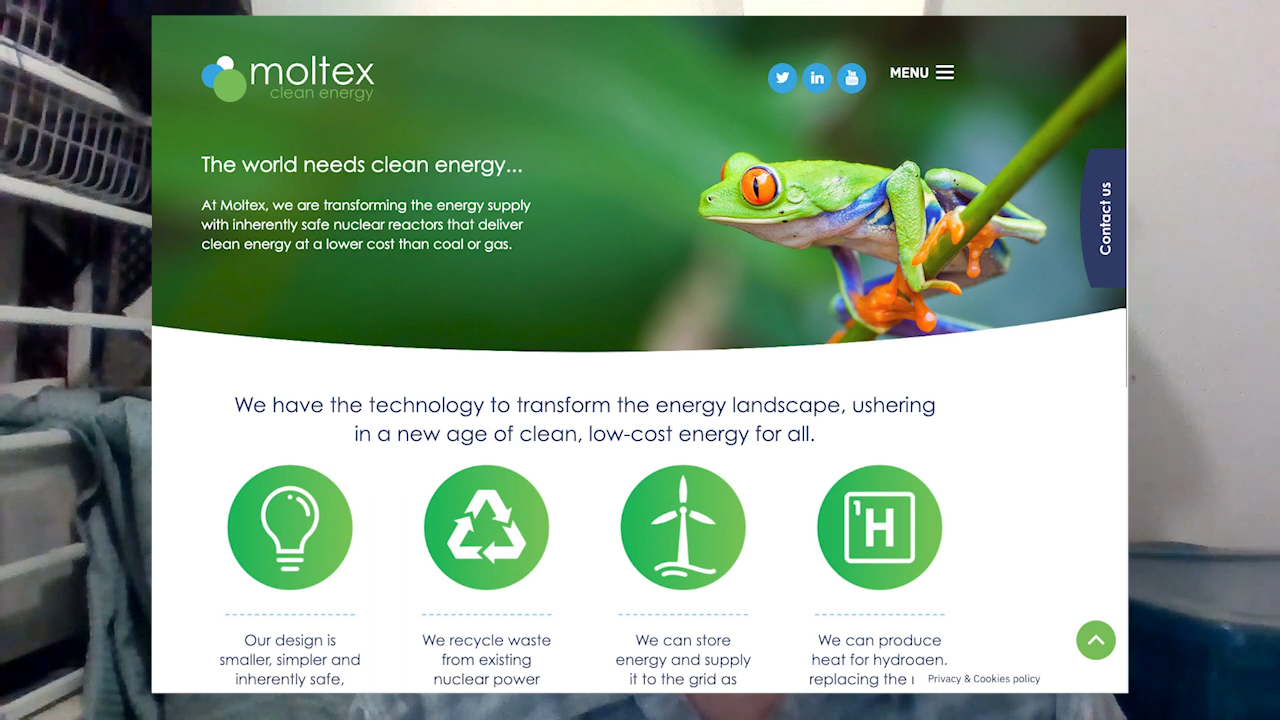 moltex
clean energy
MENU
The world needs clean energy...
At Moltex, we are transforming the energy supply
with inherently safe nuclear reactors that deliver
clean energy at a lower cost than coal or gas.
Contact us
We have the technology to transform the energy landscape, ushering
in a new age of clean, low-cost energy for all.
1H
Our design is
smaller, simpler and
inherently safe,
We recycle waste
from existing
nuclear power
We can store
energy and supply
it to the grid as
We can produce
heat for hydrogen,
replacing the
Privacy & Cookies policy